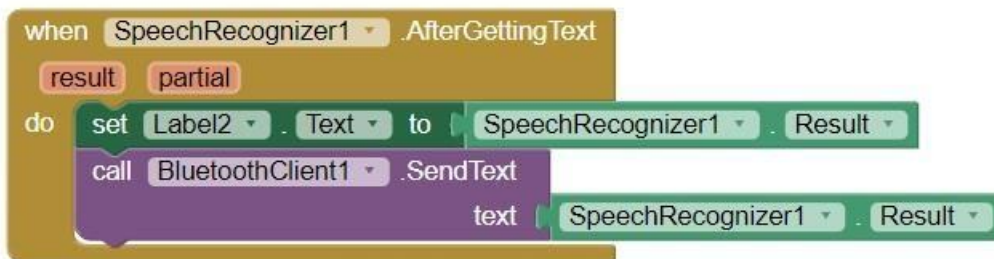 when SpeechRecognizer1 .AfterGettingText
result partial
do set Label2 . Text to SpeechRecognizer1 . Result
call BluetoothClient1 .SendText
text SpeechRecognizer1 . Result